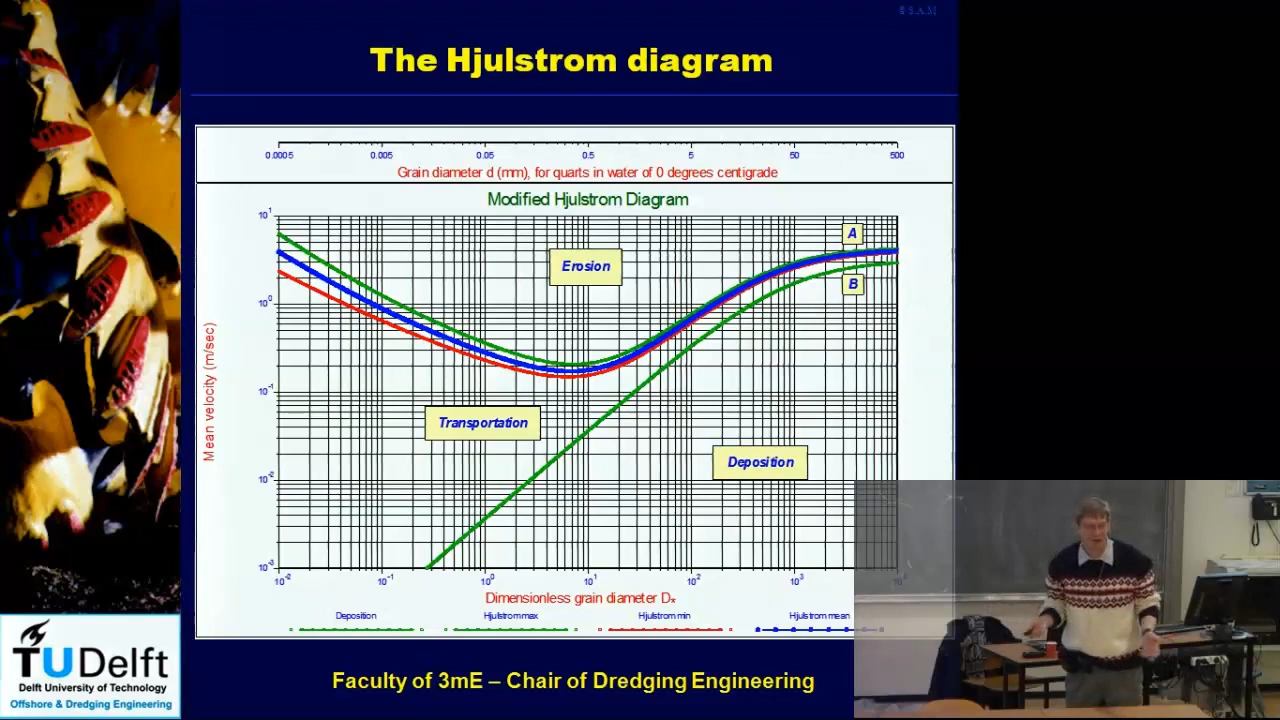 © S.A.M
The Hjulstrom diagram
0.0005 0.005 0.05 0.5 5 50 500
Grain diameter d (mm), for quarts in water of 0 degrees centigrade
Modified Hjulstrom Diagram
10¹
10⁰
10⁻¹
10⁻²
10⁻³
Mean velocity (m/sec)
A
Erosion
B
Transportation
Deposition
10⁻² 10⁻¹ 10⁰ 10¹ 10² 10³
Dimensionless grain diameter D*
Deposition Hjulstrom max Hjulstrom min Hjulstrom mean
TUDelft
Delft University of Technology
Offshore & Dredging Engineering
Faculty of 3mE – Chair of Dredging Engineering